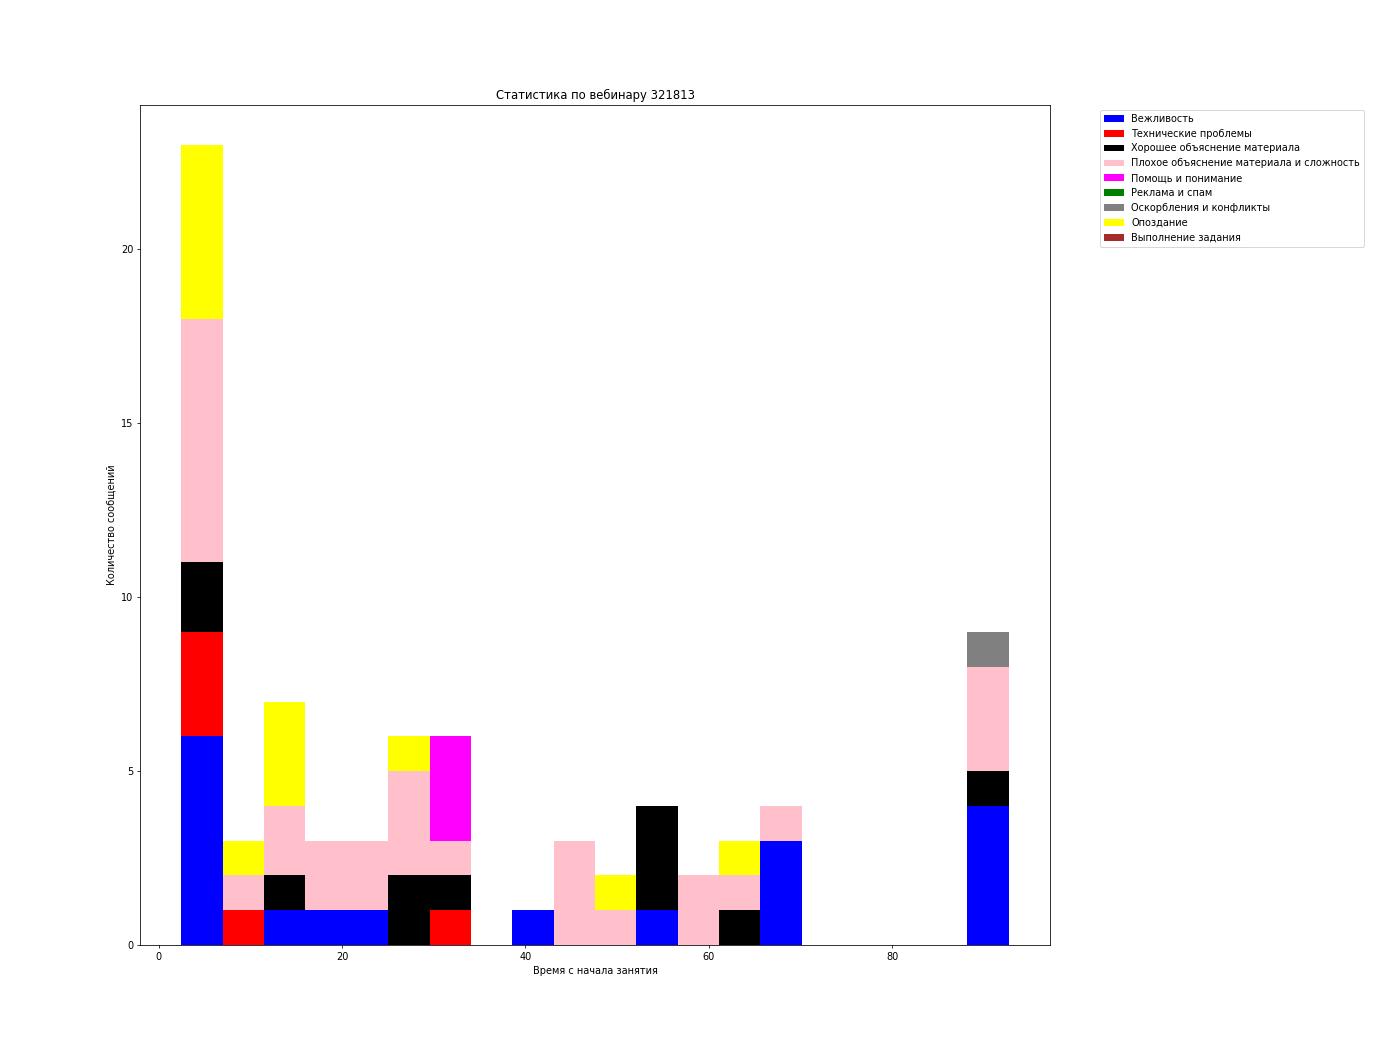 Статистика по вебинару 321813
Вежливость
Технические проблемы
Хорошее объяснение материала
Плохое объяснение материала и сложность
Помощь и понимание
Реклама и спам
Оскорбления и конфликты
Опоздание
Выполнение задания
Количество сообщений
20
15
10
5
0
0 20 40 60 80
Время с начала занятия